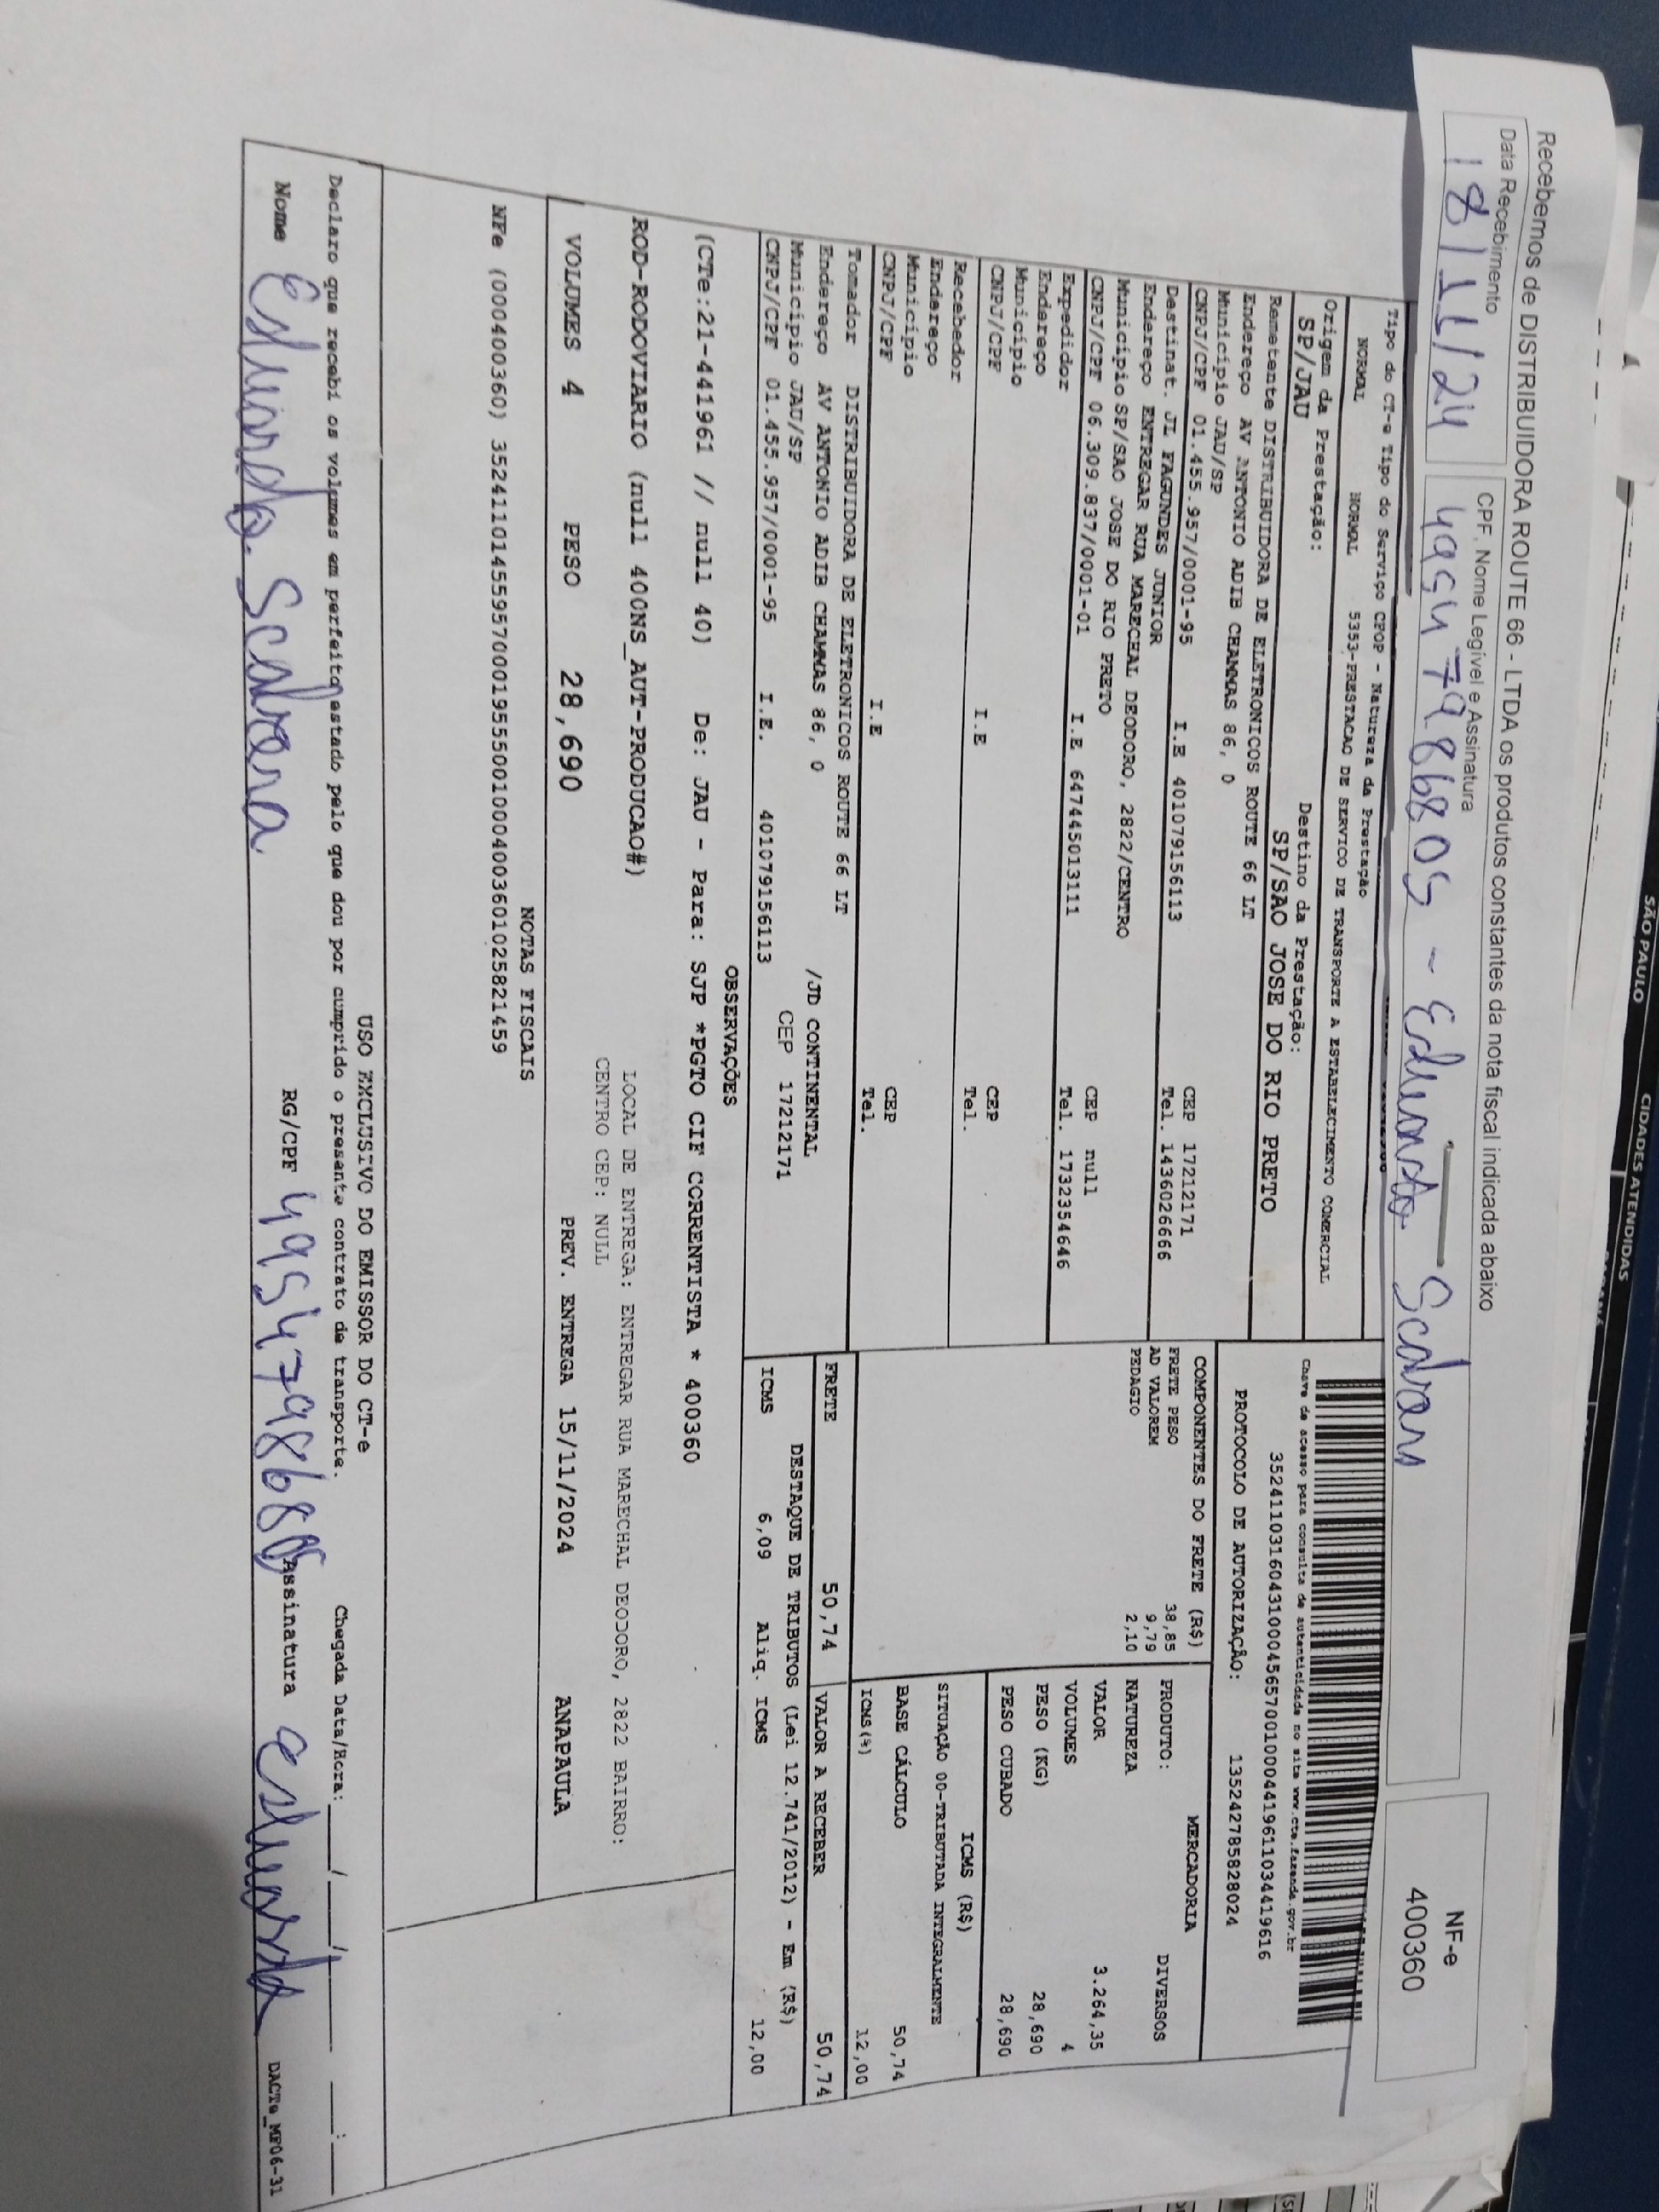 SÃO PAULO CIDADES ATENDIDAS
Recebemos de DISTRIBUIDORA ROUTE 66 - LTDA os produtos constantes da nota fiscal indicada abaixo
Data Recebimento CPF, Nome Legível e Assinatura
18/11/24 49547986805 - Eduardo Scalvara
NF-e
400360
Tipo do CT-e Tipo do Serviço CFOP - Natureza da Prestação
NORMAL NORMAL 5353-PRESTACAO DE SERVICO DE TRANSPORTE A ESTABELECIMENTO COMERCIAL
Origem da Prestação: Destino da Prestação:
SP/JAU SP/SAO JOSE DO RIO PRETO
Chave de acesso para consulta de autenticidade no site www.cte.fazenda.gov.br
35241103160431000456570010004419611034419616
PROTOCOLO DE AUTORIZAÇÃO: 135242785828024
Remetente DISTRIBUIDORA DE ELETRONICOS ROUTE 66 LT
Endereço AV ANTONIO ADIB CHAMMAS 86, 0
Município JAU/SP CEP 17212171
CNPJ/CPF 01.455.957/0001-95 I.E 401079156113 Tel. 1436026666
Destinat. JL FAGUNDES JUNIOR
Endereço ENTREGAR RUA MARECHAL DEODORO, 2822/CENTRO
Município SP/SAO JOSE DO RIO PRETO CEP null
CNPJ/CPF 06.309.837/0001-01 I.E 647445013111 Tel. 1732354646
Expedidor
Endereço
Município CEP
CNPJ/CPF I.E Tel.
Recebedor
Endereço
Município CEP
CNPJ/CPF I.E Tel.
Tomador DISTRIBUIDORA DE ELETRONICOS ROUTE 66 LT
Endereço AV ANTONIO ADIB CHAMMAS 86, 0 /JD CONTINENTAL
Município JAU/SP CEP 17212171
CNPJ/CPF 01.455.957/0001-95 I.E. 401079156113
COMPONENTES DO FRETE (R$)
FRETE PESO 38,85
AD VALOREM 9,79
PEDAGIO 2,10
MERCADORIA
PRODUTO: DIVERSOS
NATUREZA
VALOR 3.264,35
VOLUMES 4
PESO (KG) 28,690
PESO CUBADO 28,690
ICMS (R$)
SITUAÇÃO 00-TRIBUTADA INTEGRALMENTE
BASE CÁLCULO 50,74
ICMS(%) 12,00
FRETE 50,74 VALOR A RECEBER 50,74
DESTAQUE DE TRIBUTOS (Lei 12.741/2012) - Em (R$)
ICMS 6,09 Aliq. ICMS 12,00
OBSERVAÇÕES
(CTe:21-441961 // null 40) De: JAU - Para: SJP *PGTO CIF CORRENTISTA * 400360
ROD-RODOVIARIO (null 400NS_AUT-PRODUCAO#)
LOCAL DE ENTREGA: ENTREGAR RUA MARECHAL DEODORO, 2822 BAIRRO:
CENTRO CEP: NULL
VOLUMES 4 PESO 28,690 PREV. ENTREGA 15/11/2024 ANAPAULA
NOTAS FISCAIS
NFe (000400360) 35241101455957000195550010004003601025821459
USO EXCLUSIVO DO EMISSOR DO CT-e
Declaro que recebi os volumes em perfeito estado pelo que dou por cumprido o presente contrato de transporte. Chegada Data/Hora: / / :
Nome Eduardo Scalvara RG/CPF 49547986805 Assinatura Eduardo
DACTe_MF06-31